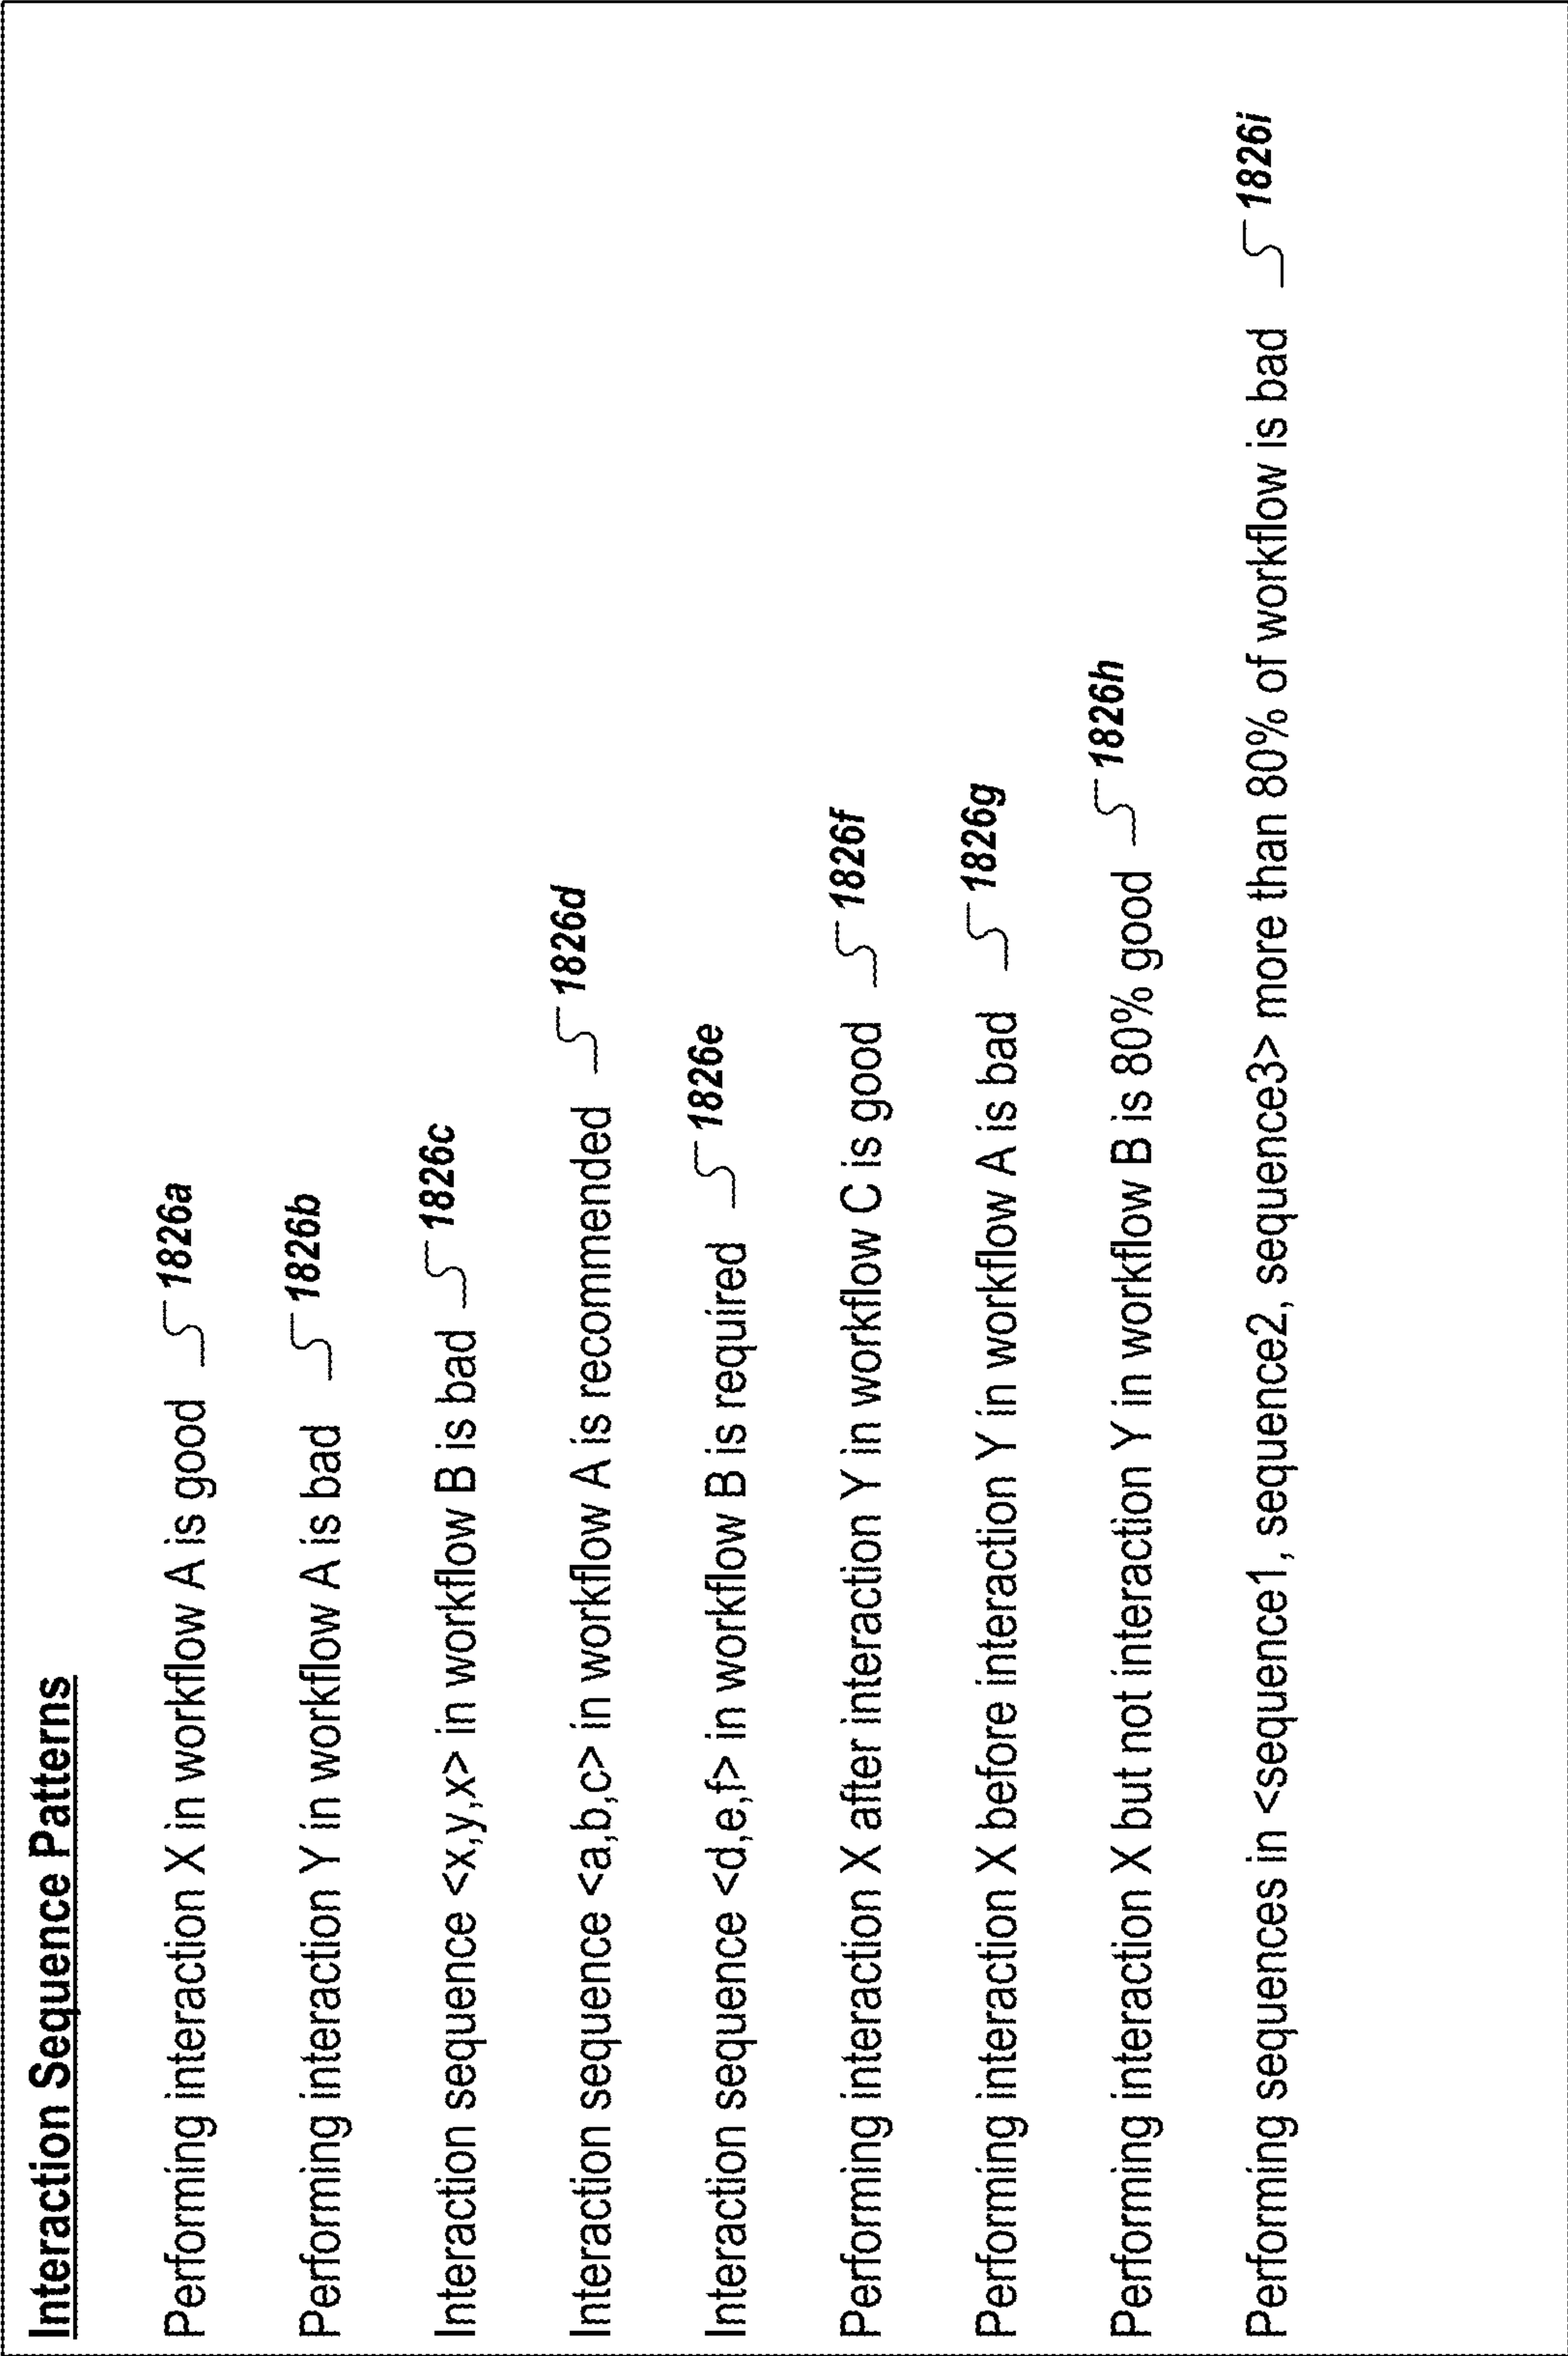 Interaction Sequence Patterns
Performing interaction X in workflow A is good 1826a
Performing interaction Y in workflow A is bad 1826b
Interaction sequence <x,y,x> in workflow B is bad 1826c
Interaction sequence <a,b,c> in workflow A is recommended 1826d
Interaction sequence <d,e,f> in workflow B is required 1826e
Performing interaction X after interaction Y in workflow C is good 1826f
Performing interaction X before interaction Y in workflow A is bad 1826g
Performing interaction X but not interaction Y in workflow B is 80% good 1826h
Performing sequences in <sequence1, sequence2, sequence3> more than 80% of workflow is bad 1826i